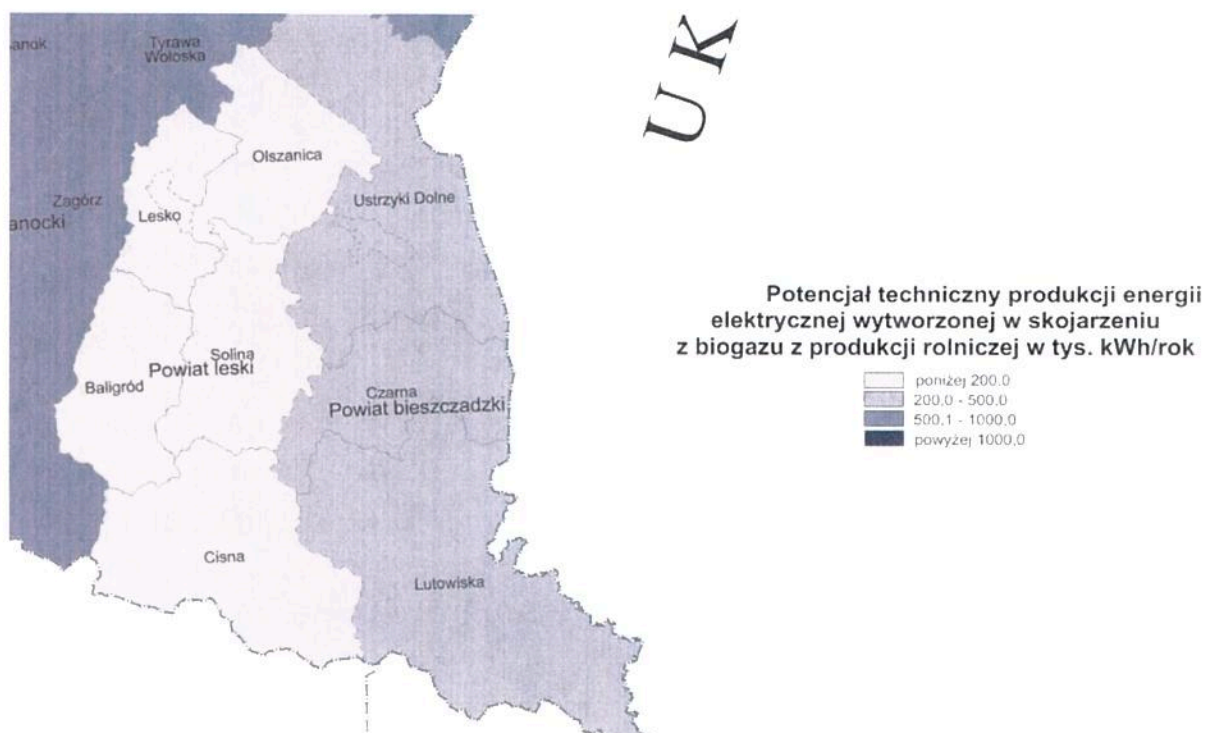 anok
Tyrawa
Wołoska
U K
Olszanica
Zagórz
Ustrzyki Dolne
Lesko
anocki
Potencjał techniczny produkcji energii
elektrycznej wytworzonej w skojarzeniu
z biogazu z produkcji rolniczej w tys. kWh/rok
Solina
Powiat leski
Baligród
poniżej 200.0
200,0 - 500,0
500,1 - 1000,0
powyżej 1000,0
Czarna
Powiat bieszczadzki
Cisna
Lutowiska